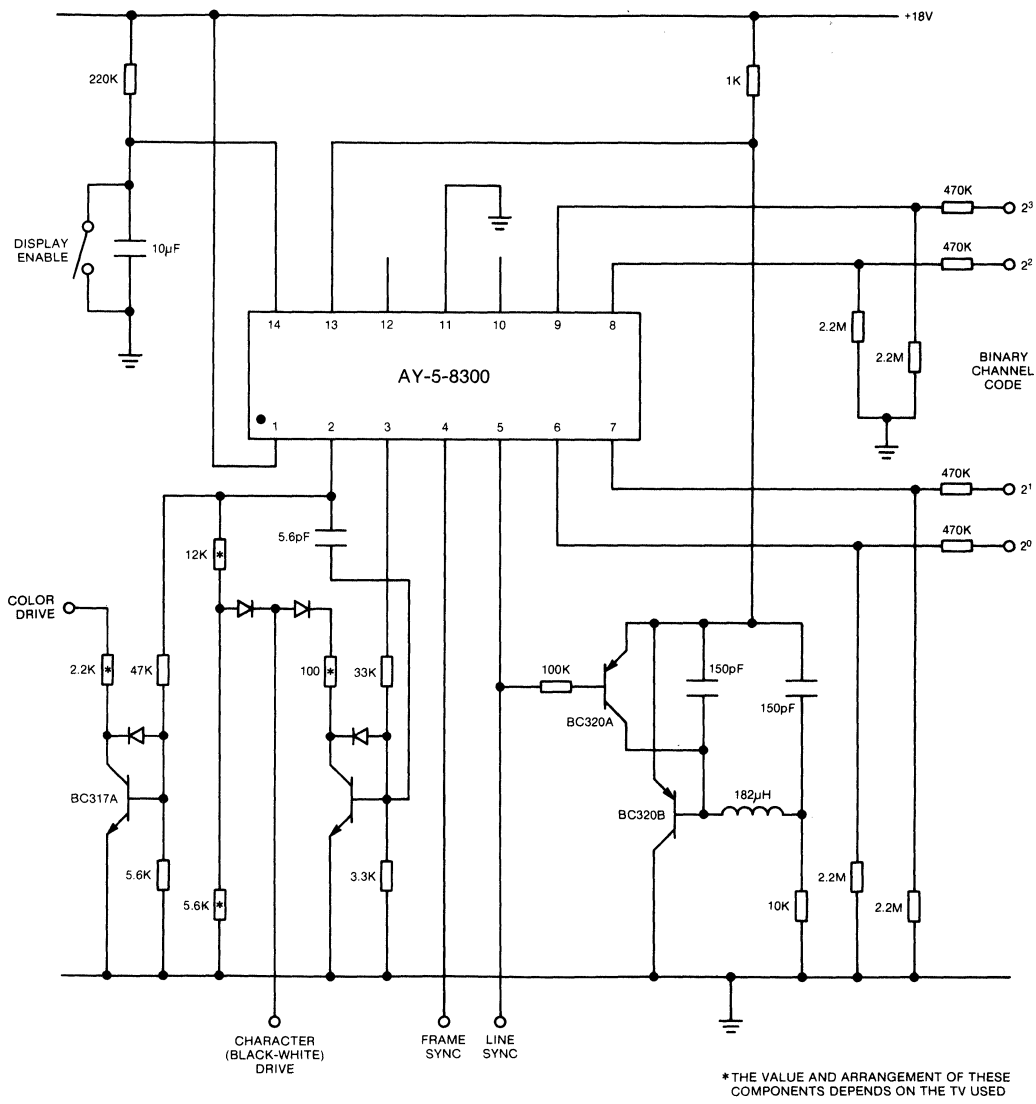 +18V
220K
1K
470K
2³
DISPLAY
ENABLE
10µF
470K
2²
14 13 12 11 10 9 8
2.2M
2.2M
BINARY
CHANNEL
CODE
AY-5-8300
1 2 3 4 5 6 7
470K
2¹
12K
*
5.6pF
470K
2⁰
COLOR
DRIVE
2.2K
*
47K
100
*
33K
100K
150pF
150pF
BC320A
BC317A
182µH
BC320B
5.6K
5.6K
*
3.3K
10K
2.2M
2.2M
CHARACTER
(BLACK-WHITE)
DRIVE
FRAME
SYNC
LINE
SYNC
*THE VALUE AND ARRANGEMENT OF THESE
COMPONENTS DEPENDS ON THE TV USED